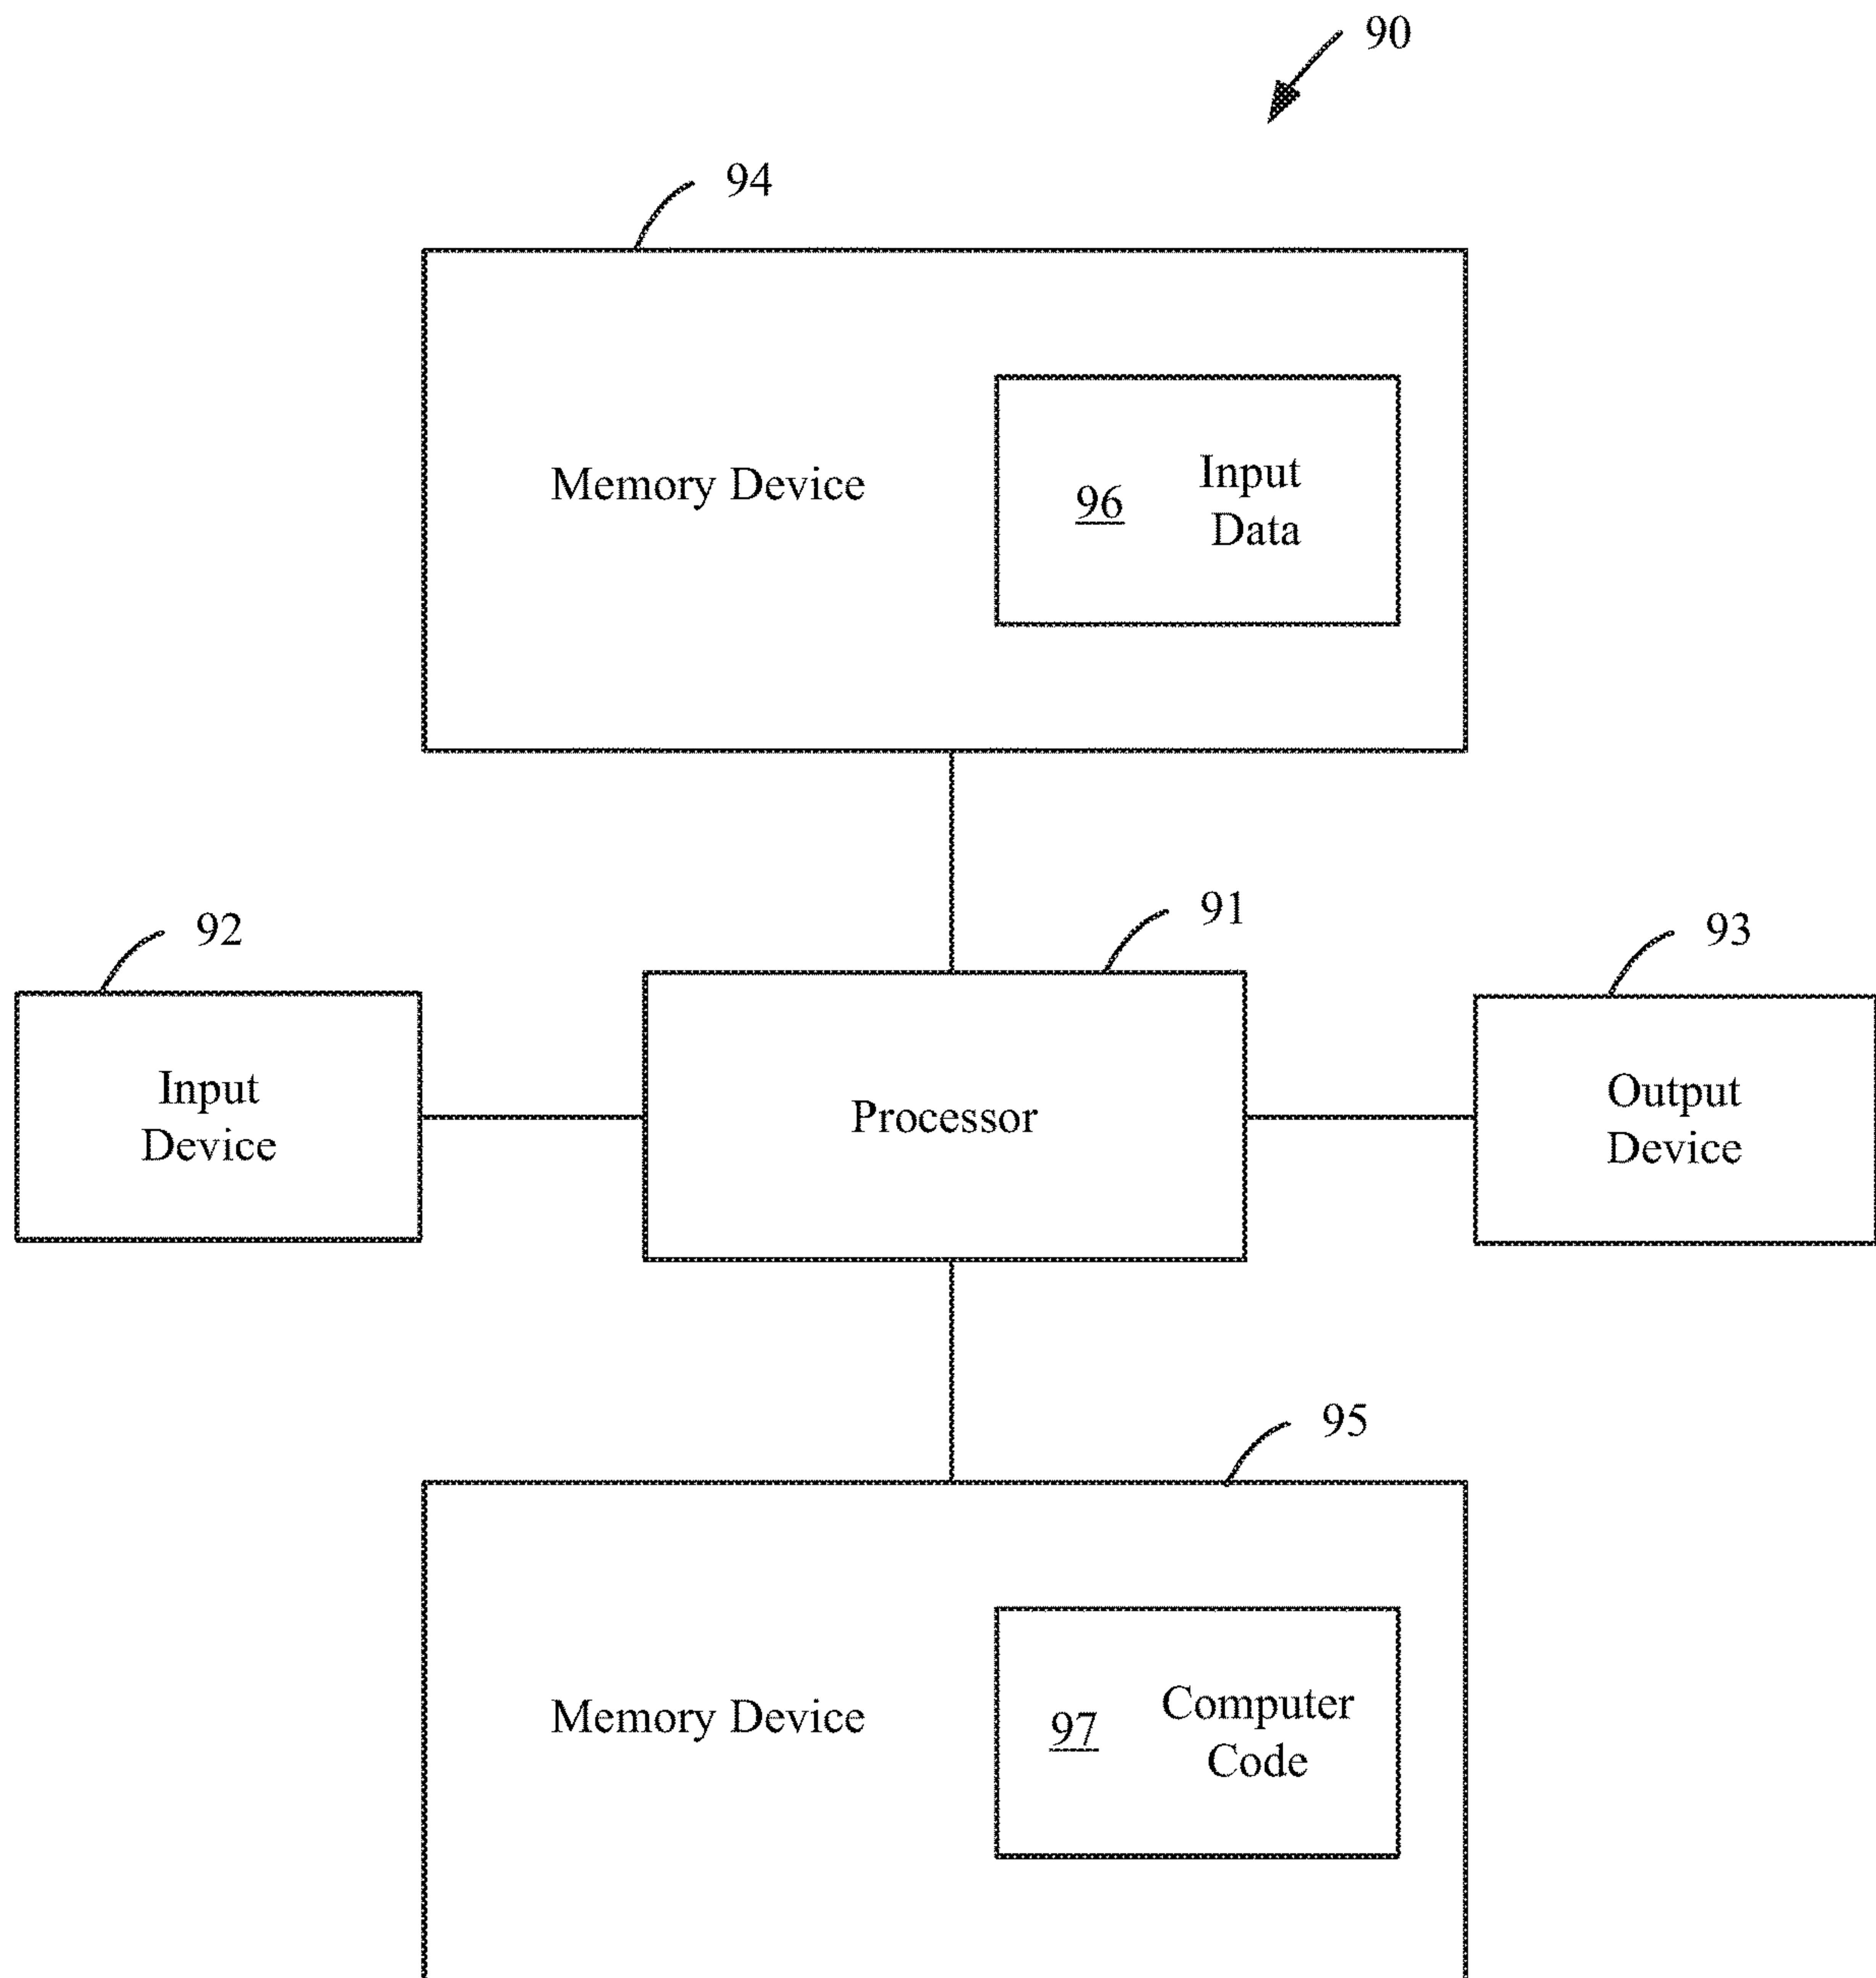 90
94
Memory Device
96
Input
Data
92
91
93
Input
Device
Processor
Output
Device
95
Memory Device
97
Computer
Code